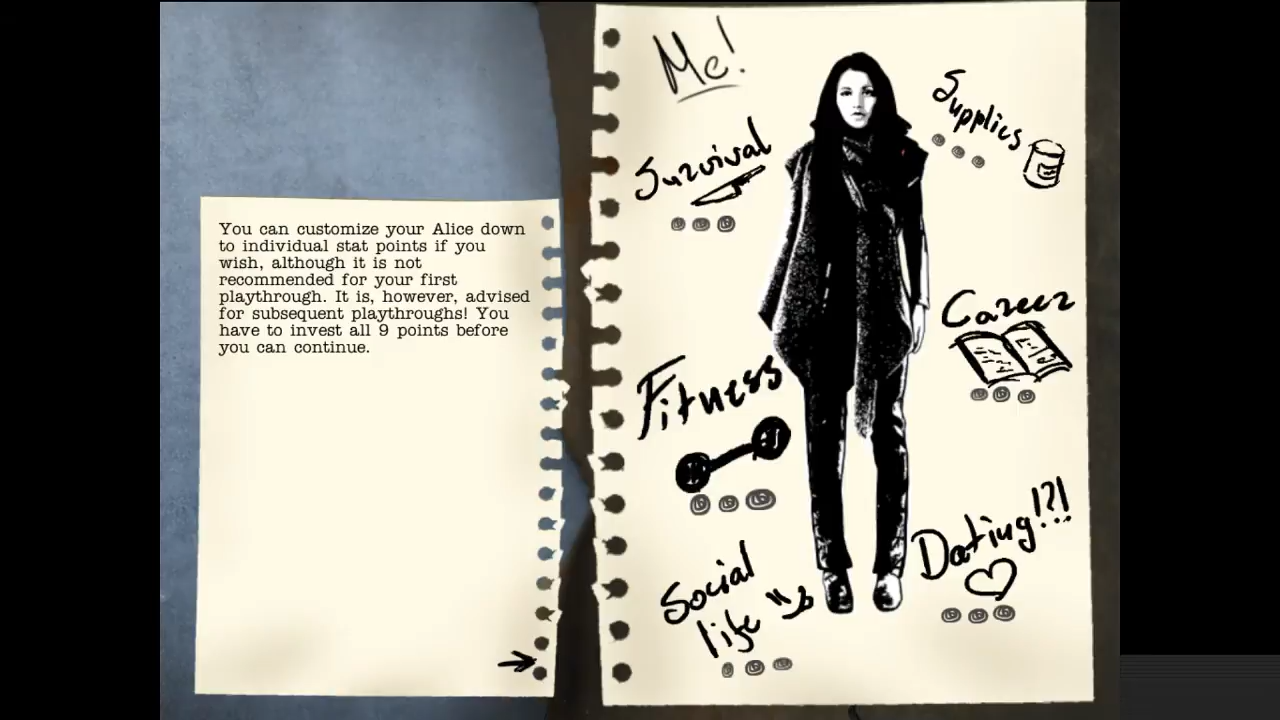 You can customize your Alice down
to individual stat points if you
wish, although it is not
recommended for your first
playthrough. It is, however, advised
for subsequent playthroughs! You
have to invest all 9 points before
you can continue.
Me!
Survival
Supplies
Fitness
Career
Social
life
Dating!?!